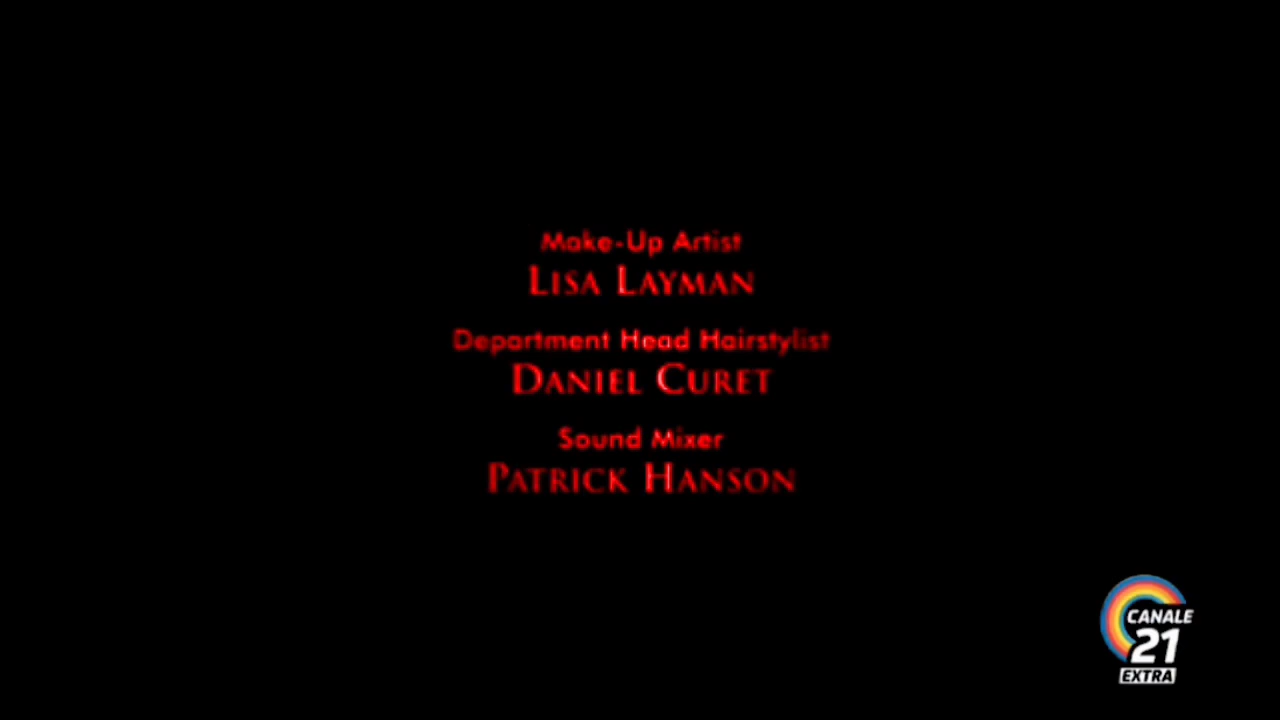 Make-Up Artist
LISA LAYMAN
Department Head Hairstylist
DANIEL CURET
Sound Mixer
PATRICK HANSON
CANALE
21
EXTRA